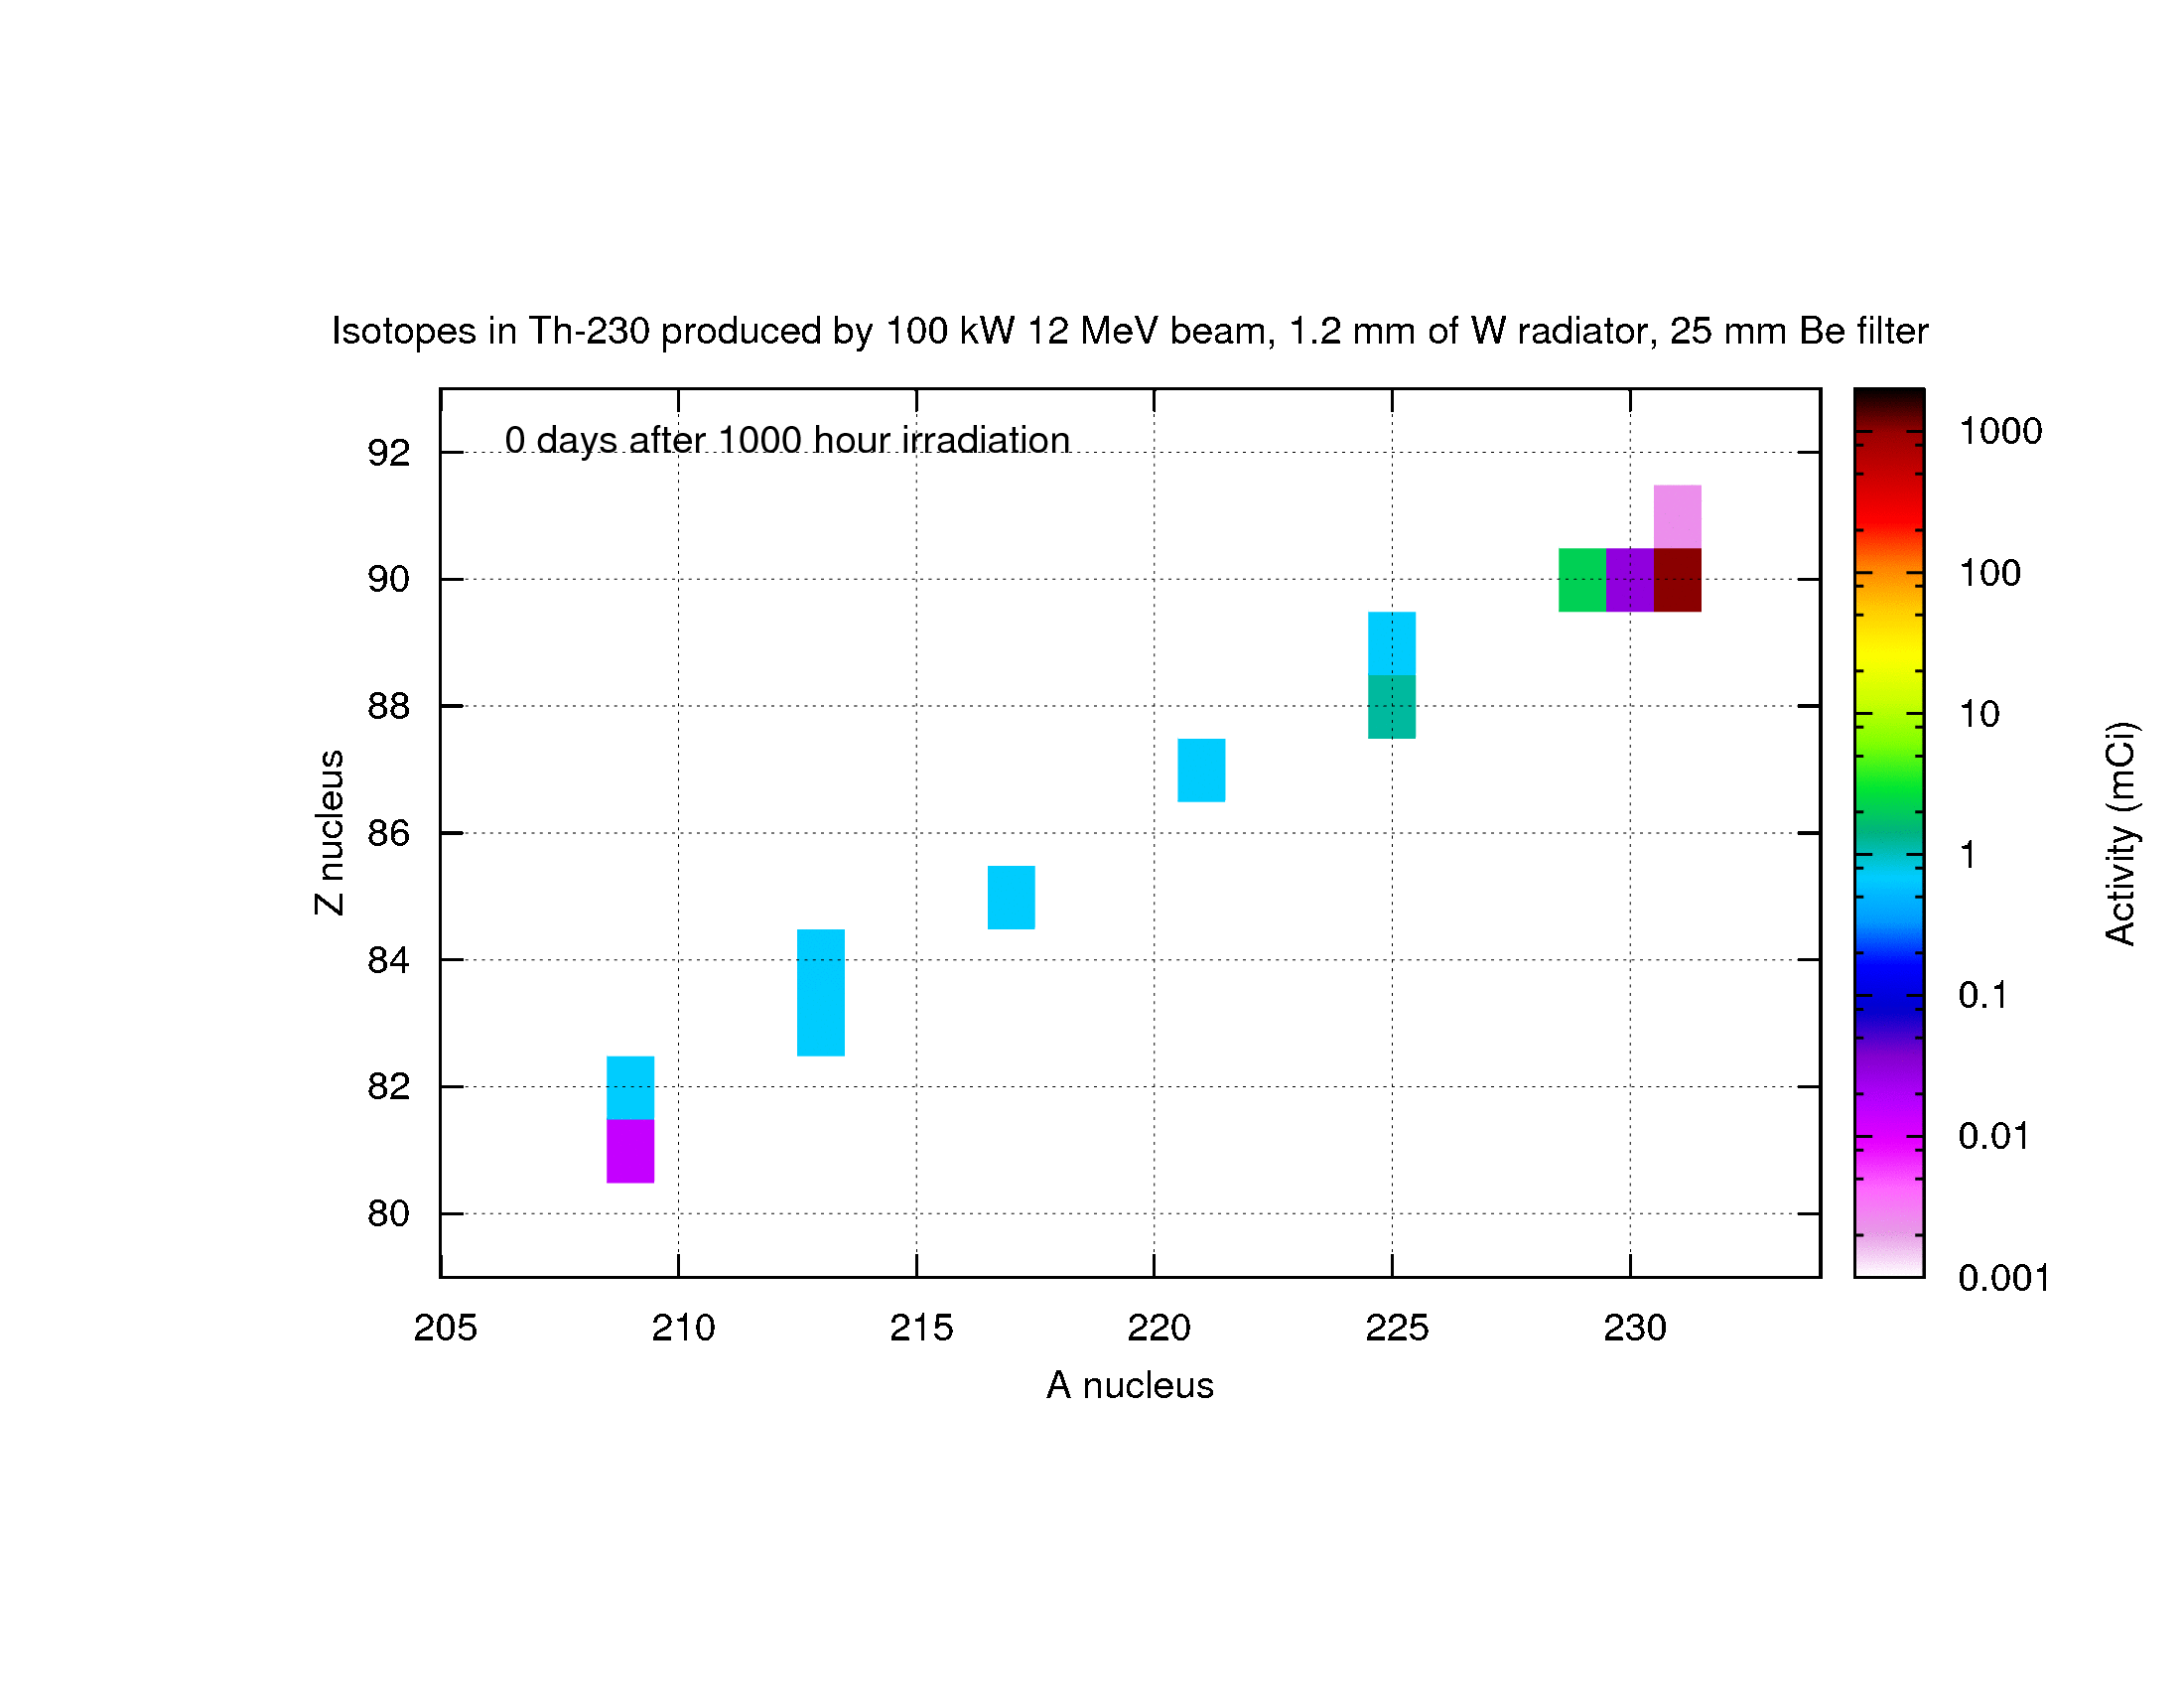 Isotopes in Th-230 produced by 100 kW 12 MeV beam, 1.2 mm of W radiator, 25 mm Be filter
0 days after 1000 hour irradiation
92
90
88
86
84
82
80
Z nucleus
205 210 215 220 225 230
A nucleus
1000
100
10
1
0.1
0.01
0.001
Activity (mCi)